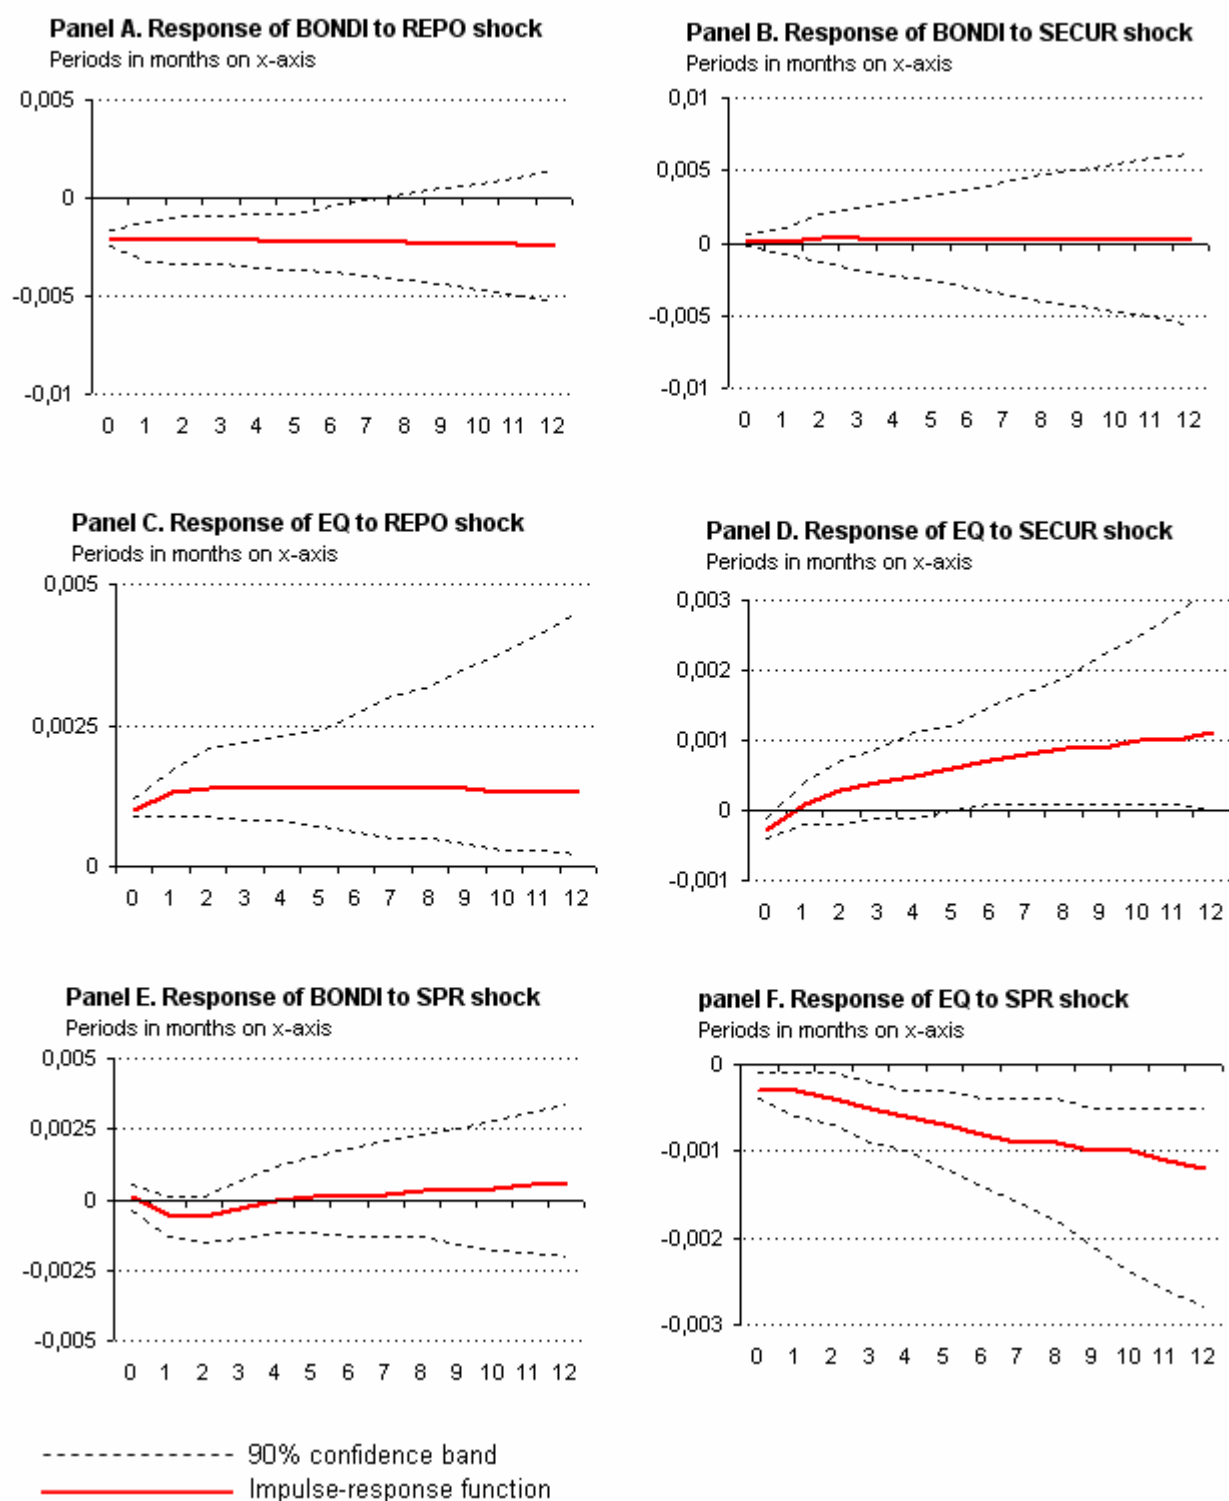 Panel A. Response of BONDI to REPO shock
Periods in months on x-axis
0,005
0
-0,005
-0,01
0 1 2 3 4 5 6 7 8 9 10 11 12
Panel B. Response of BONDI to SECUR shock
Periods in months on x-axis
0,01
0,005
0
-0,005
-0,01
0 1 2 3 4 5 6 7 8 9 10 11 12
Panel C. Response of EQ to REPO shock
Periods in months on x-axis
0,005
0,0025
0
0 1 2 3 4 5 6 7 8 9 10 11 12
Panel D. Response of EQ to SECUR shock
Periods in months on x-axis
0,003
0,002
0,001
0
-0,001
0 1 2 3 4 5 6 7 8 9 10 11 12
Panel E. Response of BONDI to SPR shock
Periods in months on x-axis
0,005
0,0025
0
-0,0025
-0,005
0 1 2 3 4 5 6 7 8 9 10 11 12
panel F. Response of EQ to SPR shock
Periods in months on x-axis
0
-0,001
-0,002
-0,003
0 1 2 3 4 5 6 7 8 9 10 11 12
90% confidence band
Impulse-response function